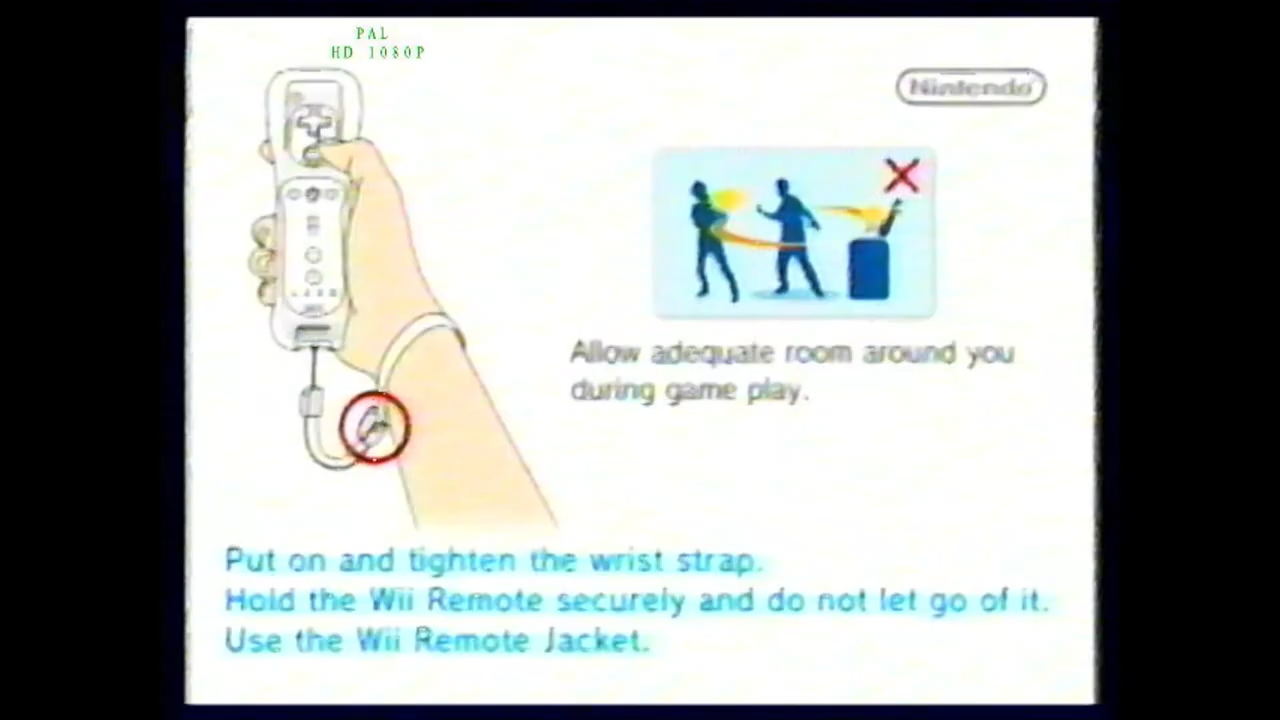 PAL
HD 1080P
Nintendo
Allow adequate room around you
during game play.
Put on and tighten the wrist strap.
Hold the Wii Remote securely and do not let go of it.
Use the Wii Remote Jacket.